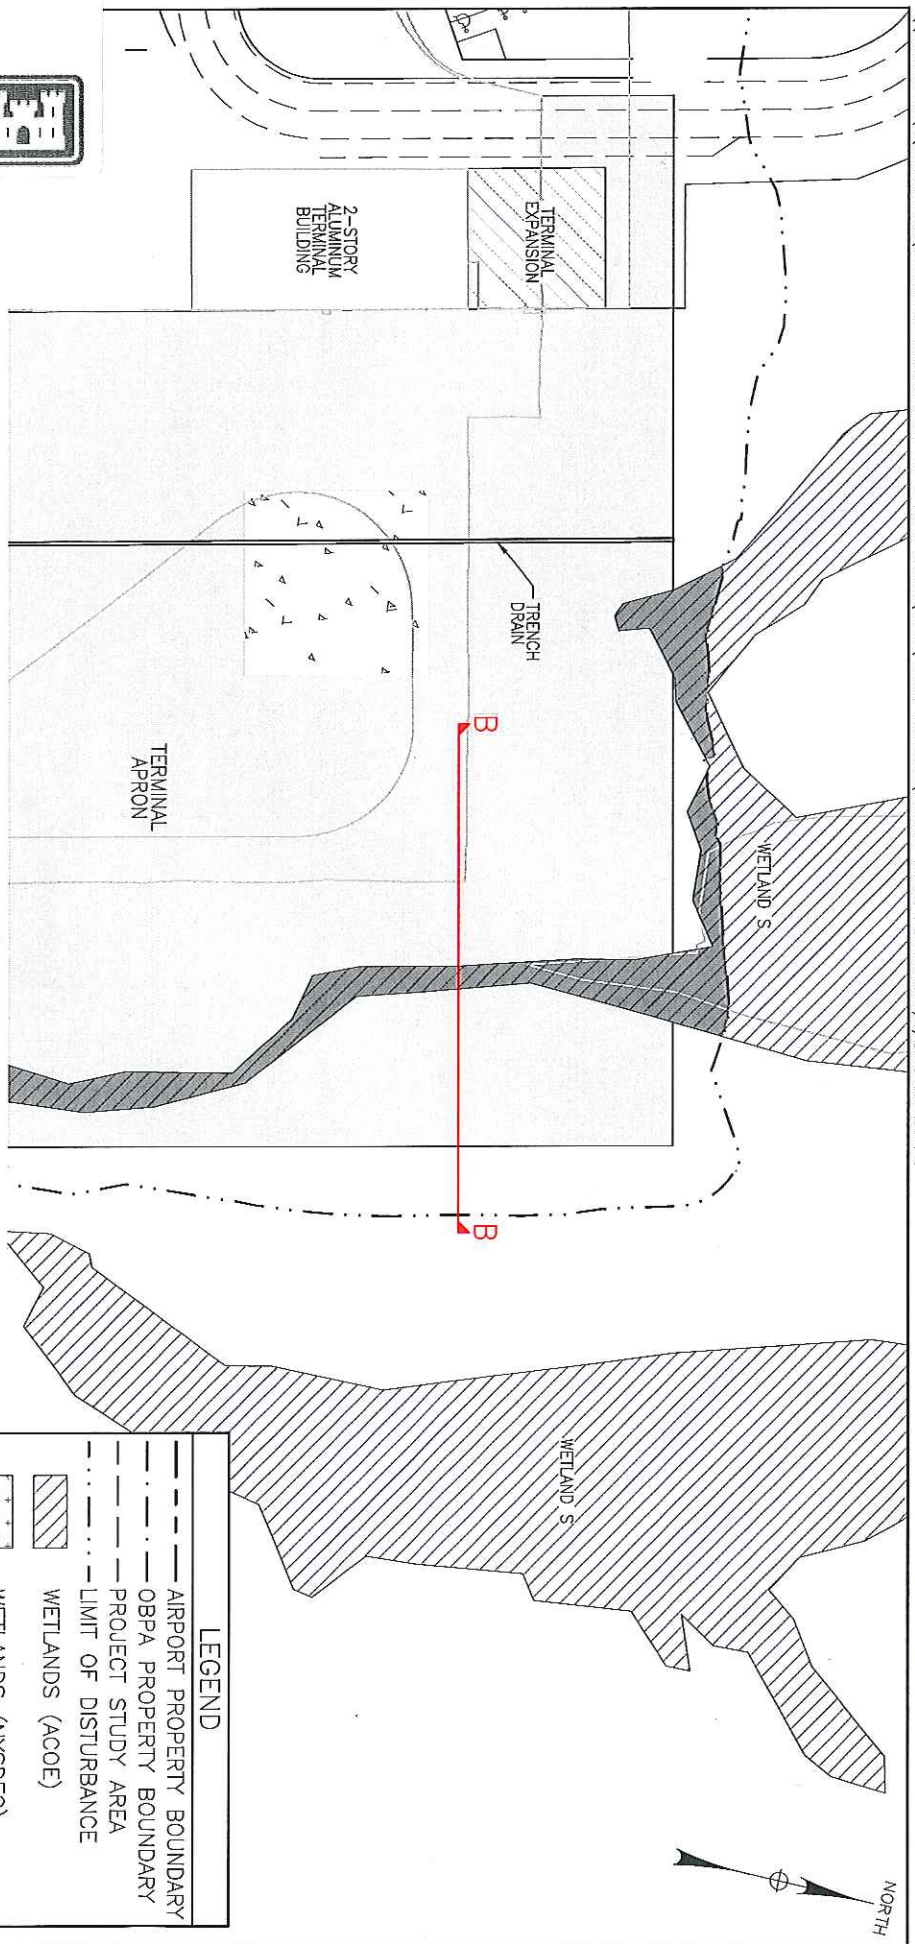 NORTH
WETLAND S
WETLAND S
TERMINAL
EXPANSION
2-STORY
ALUMINUM
TERMINAL
BUILDING
TRENCH
DRAIN
B
B
TERMINAL
APRON
LEGEND
AIRPORT PROPERTY BOUNDARY
OBPA PROPERTY BOUNDARY
PROJECT STUDY AREA
LIMIT OF DISTURBANCE
WETLANDS (ACOE)